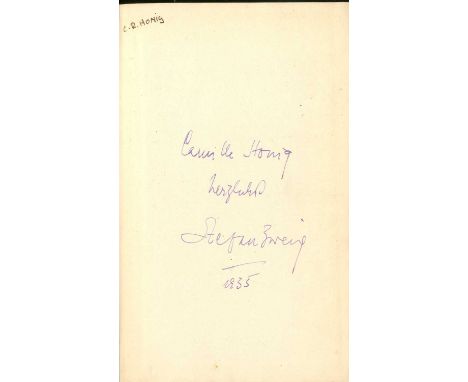 C.R. HONIG
Camille Honig
herzlichst
Stefan Zweig
1935